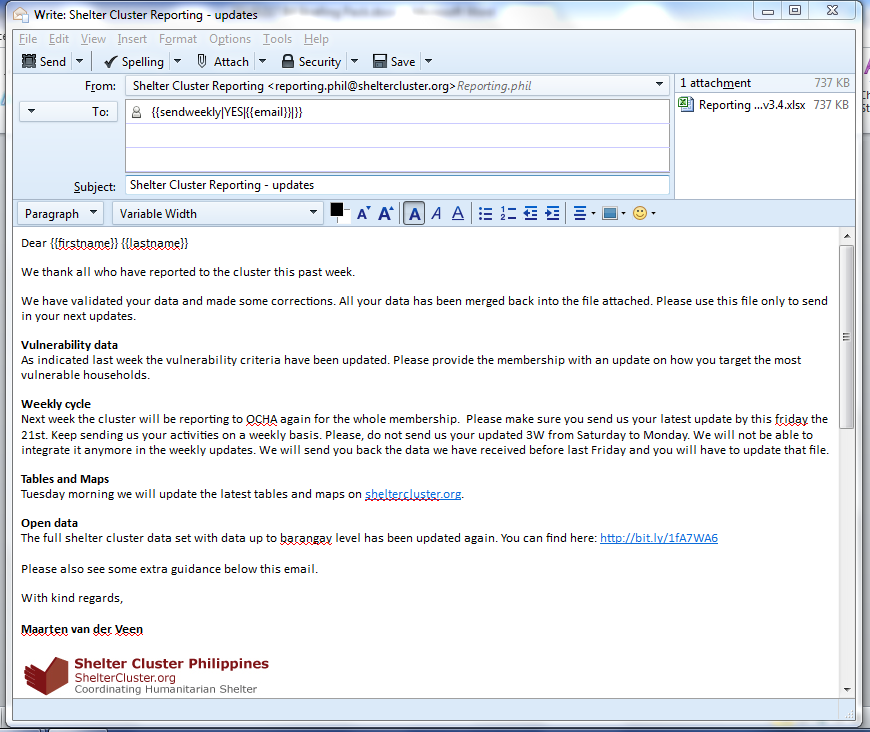 Write: Shelter Cluster Reporting - updates
File Edit View Insert Format Options Tools Help
Send Spelling Attach Security Save
From: Shelter Cluster Reporting <reporting.phil@sheltercluster.org> Reporting.phil
1 attachment 737 KB
To: {{sendweekly|YES|{{email}}|}}
Reporting ...v3.4.xlsx 737 KB
Subject: Shelter Cluster Reporting - updates
Paragraph Variable Width
Dear {{firstname}} {{lastname}}
We thank all who have reported to the cluster this past week.
We have validated your data and made some corrections. All your data has been merged back into the file attached. Please use this file only to send
in your next updates.
Vulnerability data
As indicated last week the vulnerability criteria have been updated. Please provide the membership with an update on how you target the most
vulnerable households.
Weekly cycle
Next week the cluster will be reporting to OCHA again for the whole membership.  Please make sure you send us your latest update by this friday the
21st. Keep sending us your activities on a weekly basis. Please, do not send us your updated 3W from Saturday to Monday. We will not be able to
integrate it anymore in the weekly updates. We will send you back the data we have received before last Friday and you will have to update that file.
Tables and Maps
Tuesday morning we will update the latest tables and maps on sheltercluster.org.
Open data
The full shelter cluster data set with data up to barangay level has been updated again. You can find here: http://bit.ly/1fA7WA6
Please also see some extra guidance below this email.
With kind regards,
Maarten van der Veen
Shelter Cluster Philippines
ShelterCluster.org
Coordinating Humanitarian Shelter